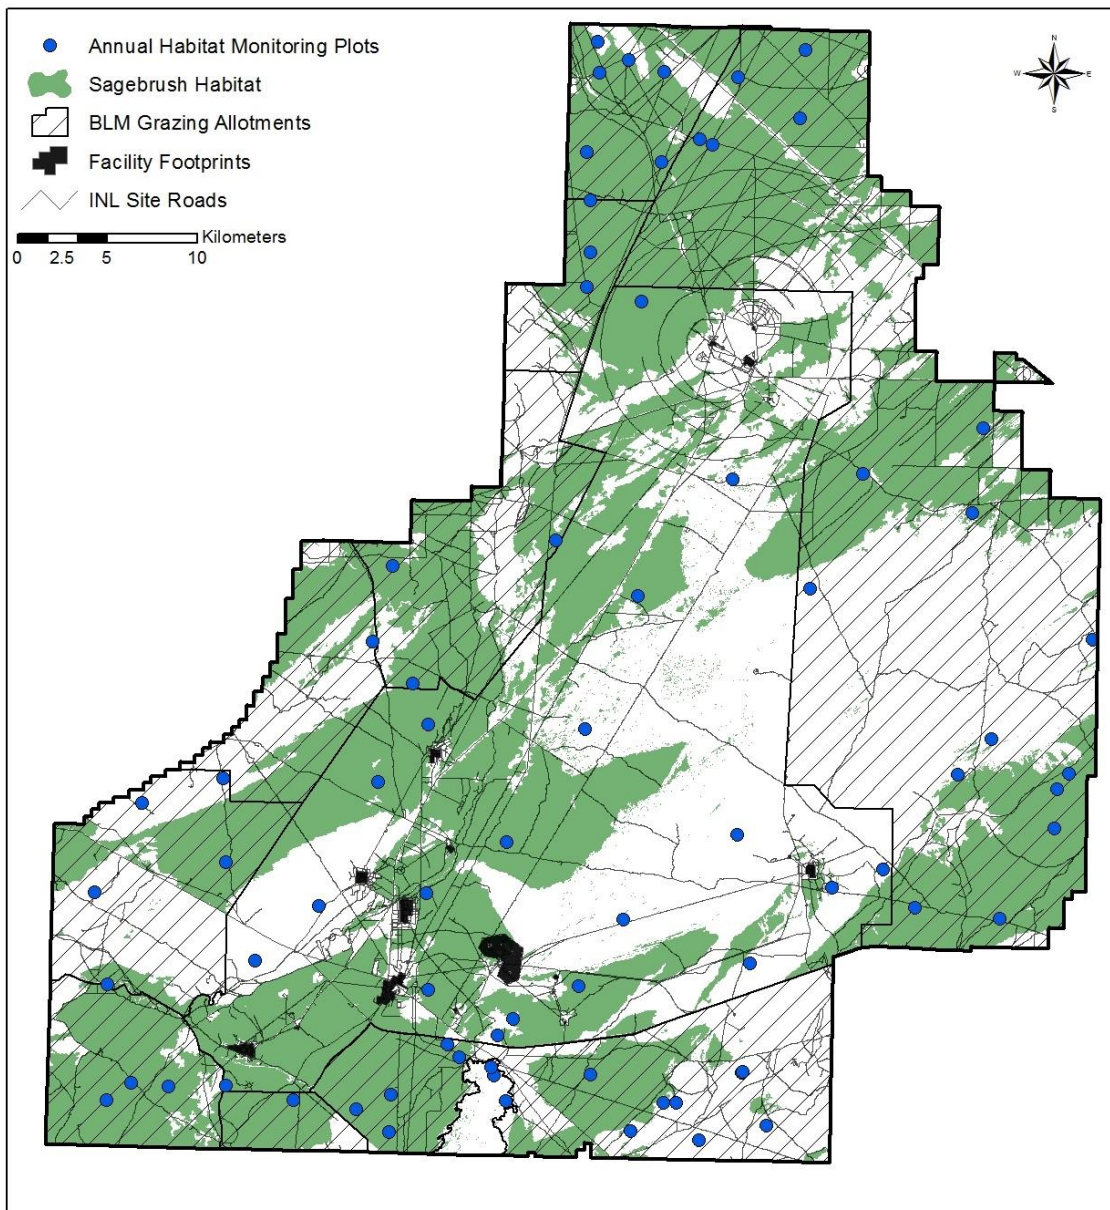 Annual Habitat Monitoring Plots
Sagebrush Habitat
BLM Grazing Allotments
Facility Footprints
INL Site Roads
Kilometers
0 2.5 5 10
N
W E
S